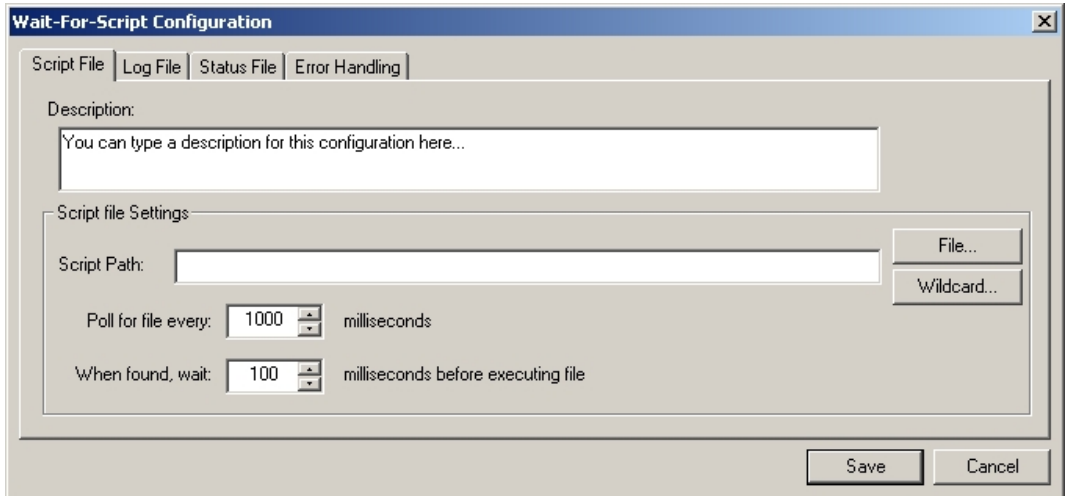 Wait-For-Script Configuration
Script File Log File Status File Error Handling
Description:
You can type a description for this configuration here...
Script file Settings
File...
Script Path:
Wildcard...
Poll for file every: 1000 milliseconds
When found, wait: 100 milliseconds before executing file
Save Cancel